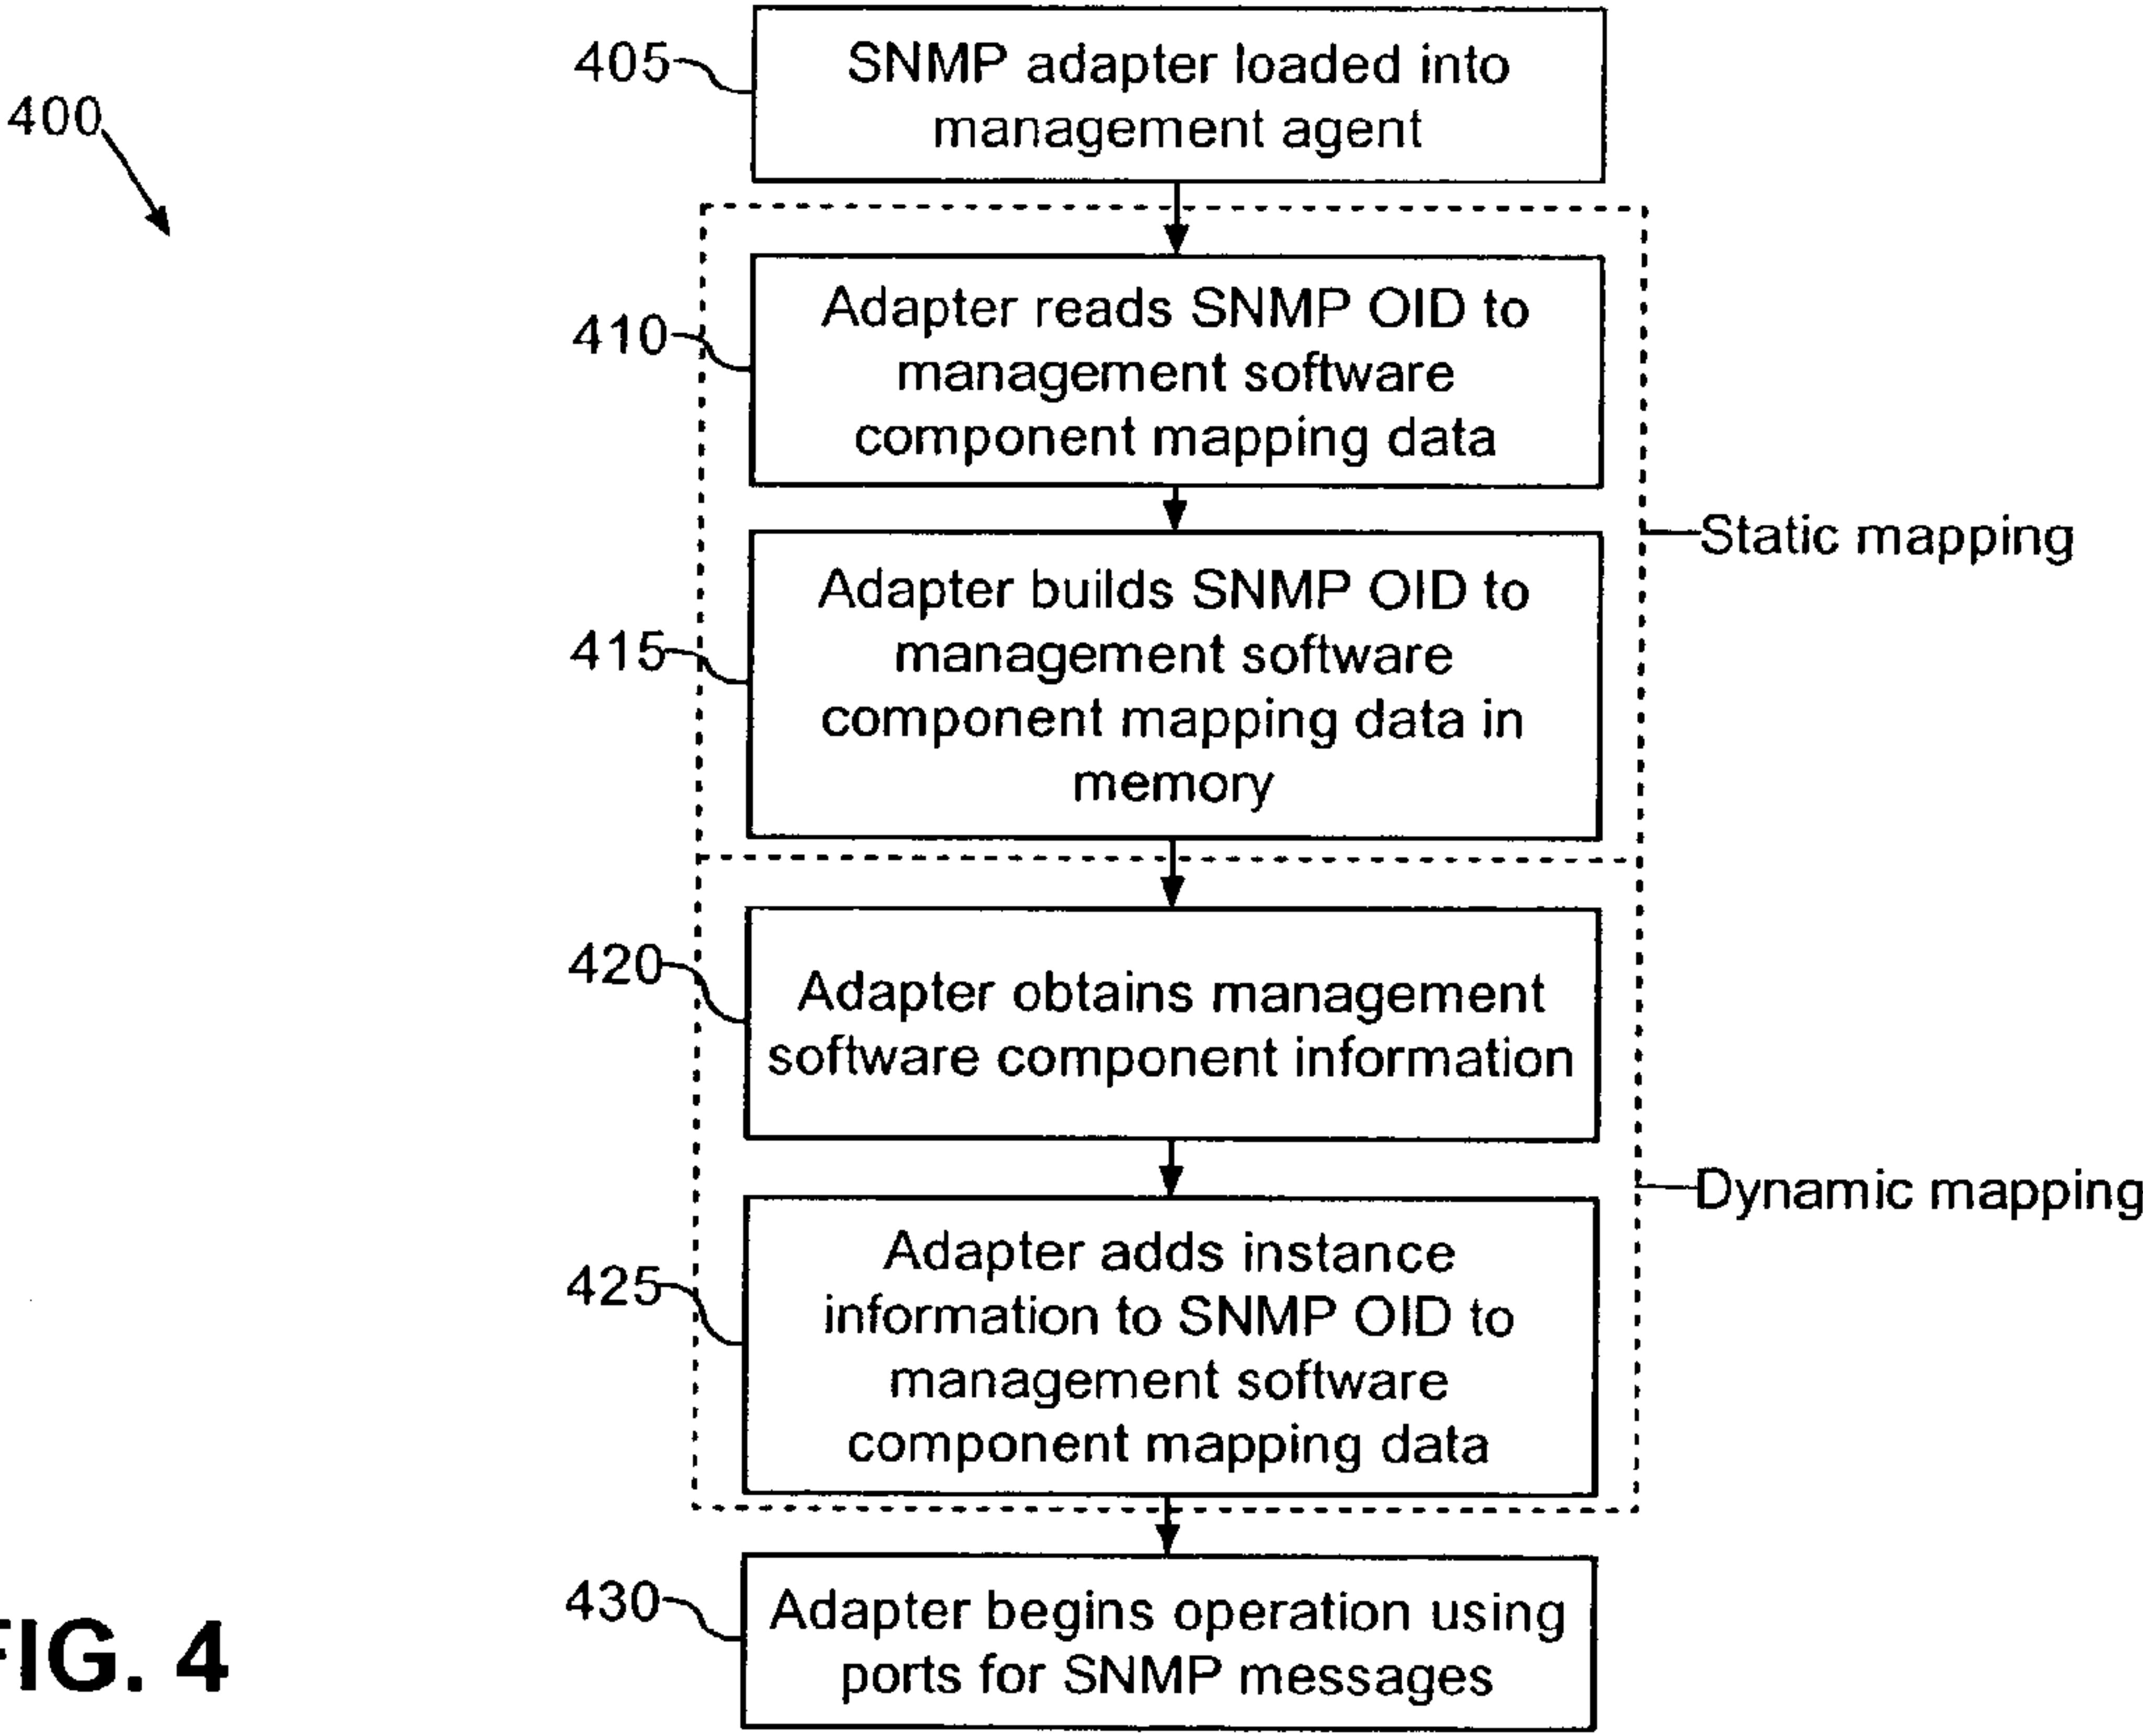 400
405
SNMP adapter loaded into
management agent
410
Adapter reads SNMP OID to
management software
component mapping data
Static mapping
415
Adapter builds SNMP OID to
management software
component mapping data in
memory
420
Adapter obtains management
software component information
Dynamic mapping
425
Adapter adds instance
information to SNMP OID to
management software
component mapping data
430
Adapter begins operation using
ports for SNMP messages
FIG. 4